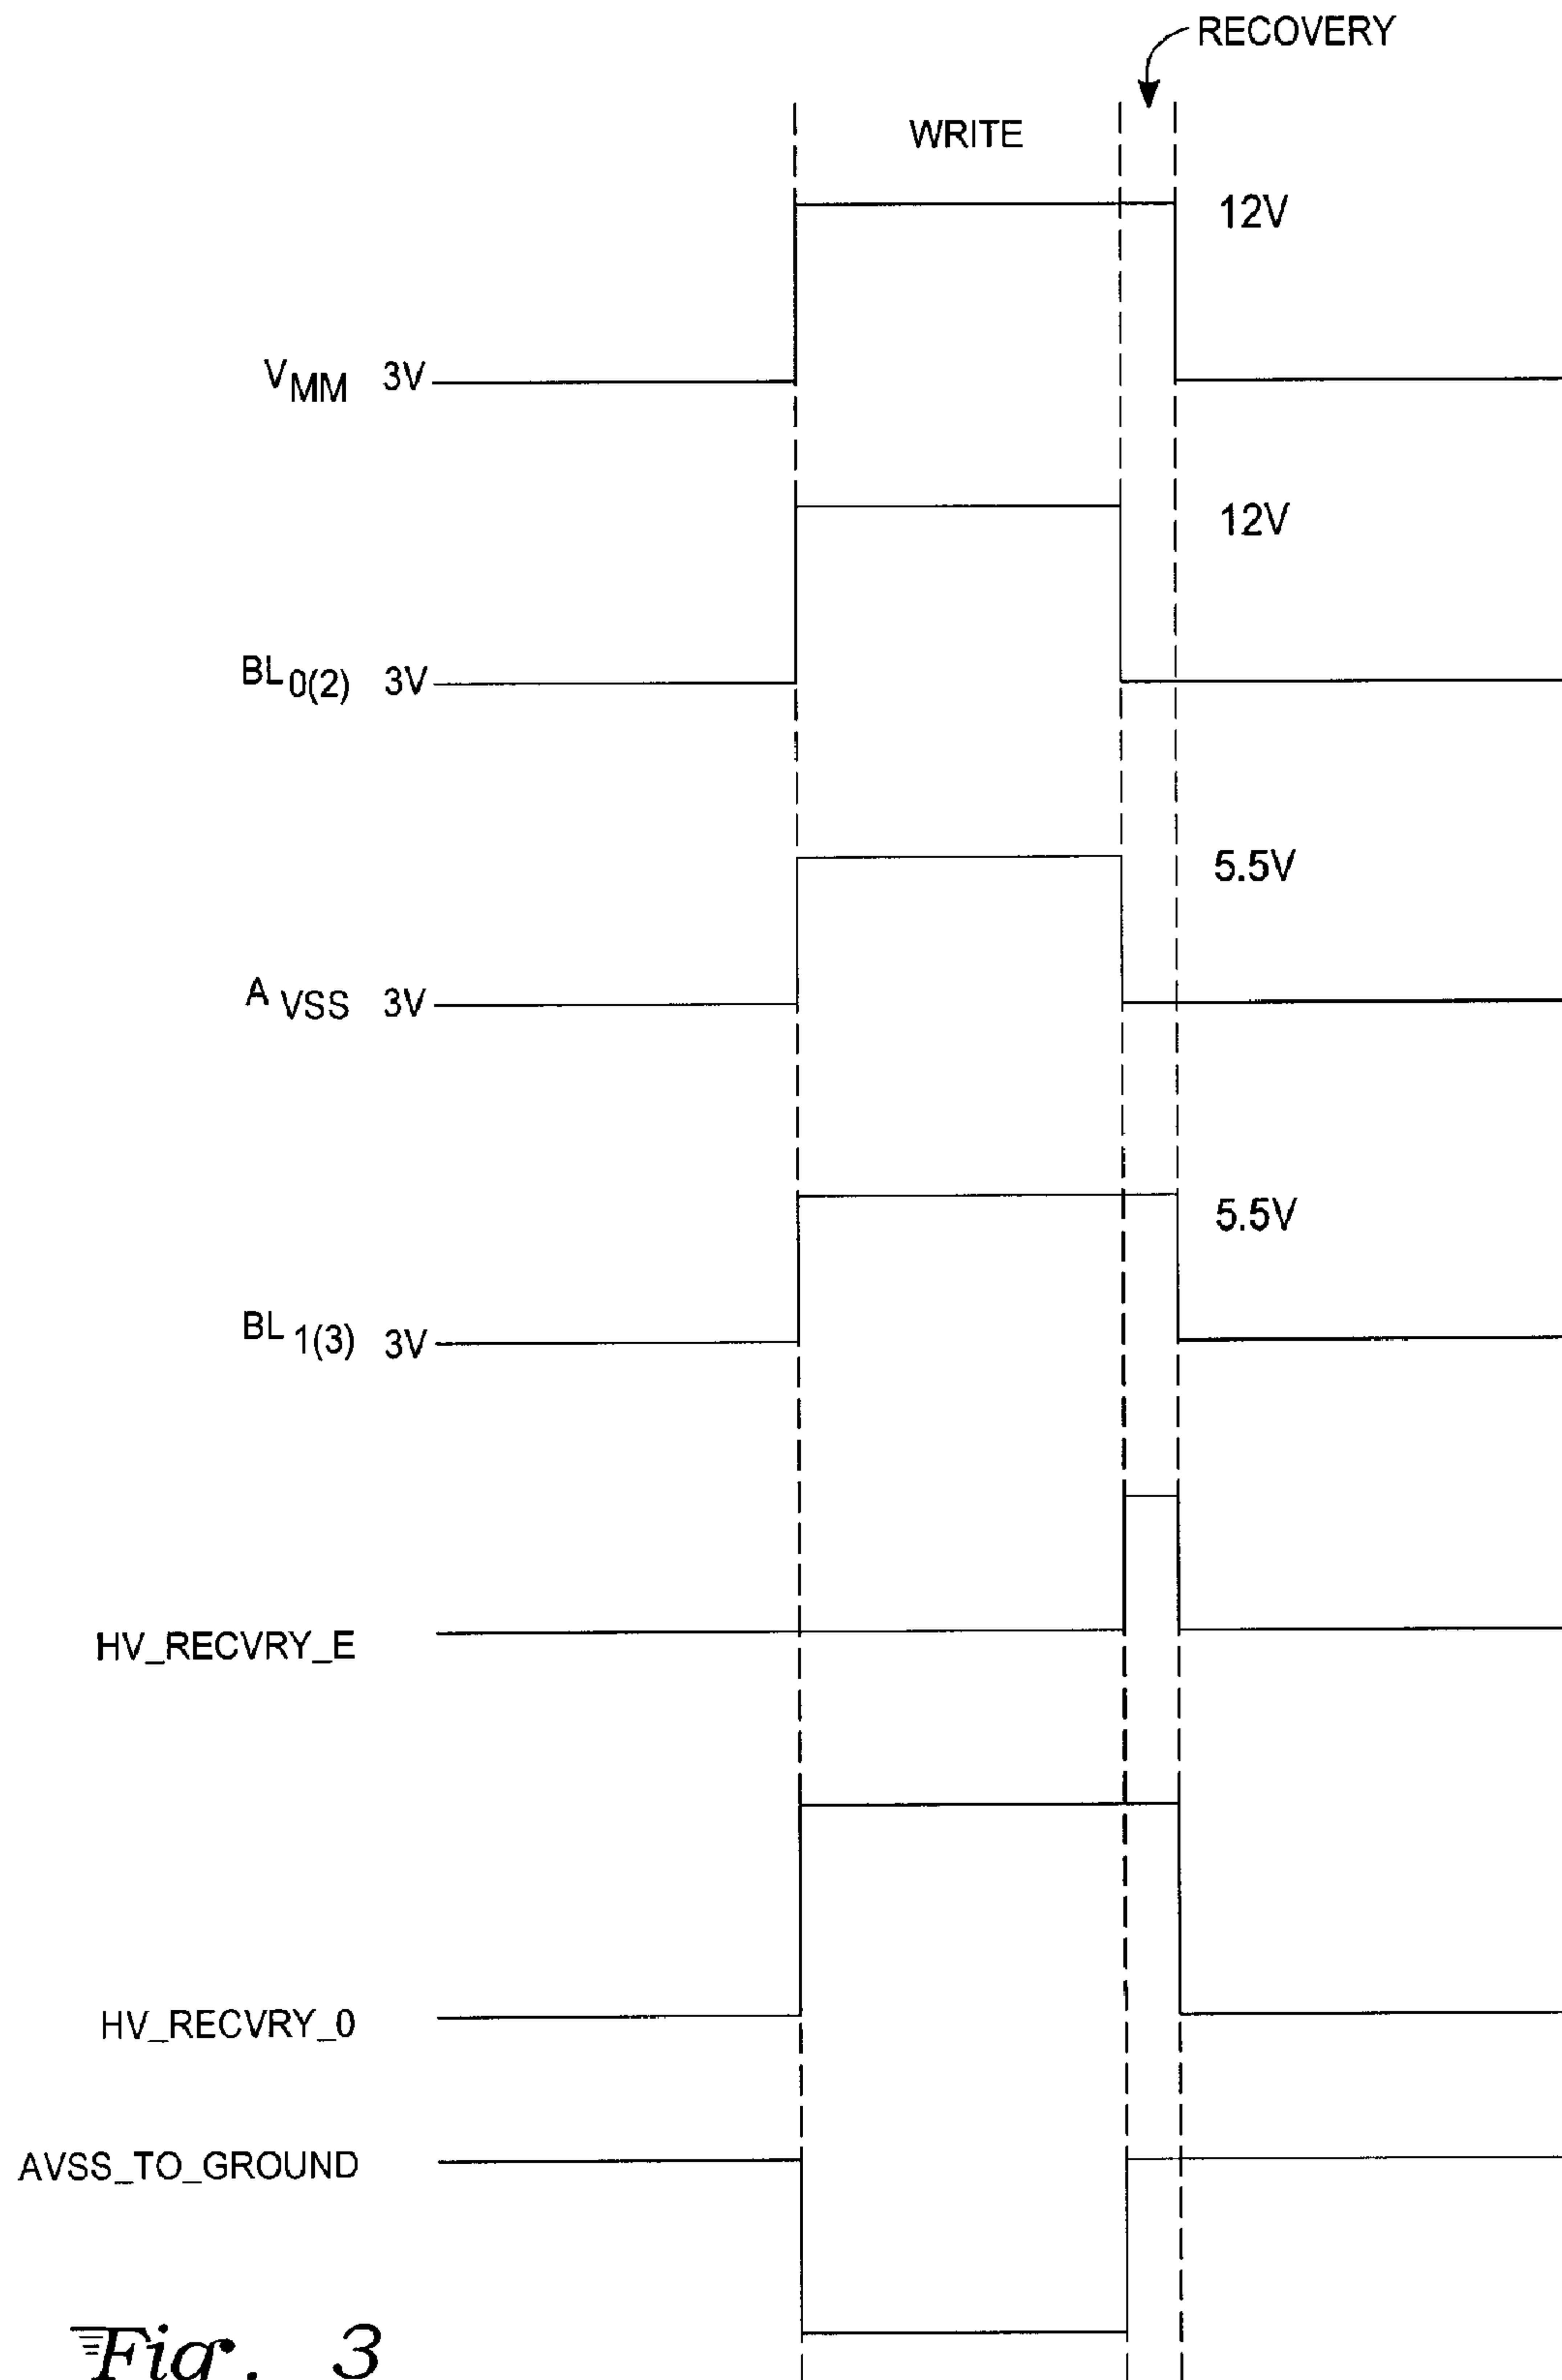 RECOVERY
WRITE
12V
VMM 3V
12V
BL0(2) 3V
5.5V
AVSS 3V
5.5V
BL1(3) 3V
HV_RECVRY_E
HV_RECVRY_0
AVSS_TO_GROUND
Fig. 3